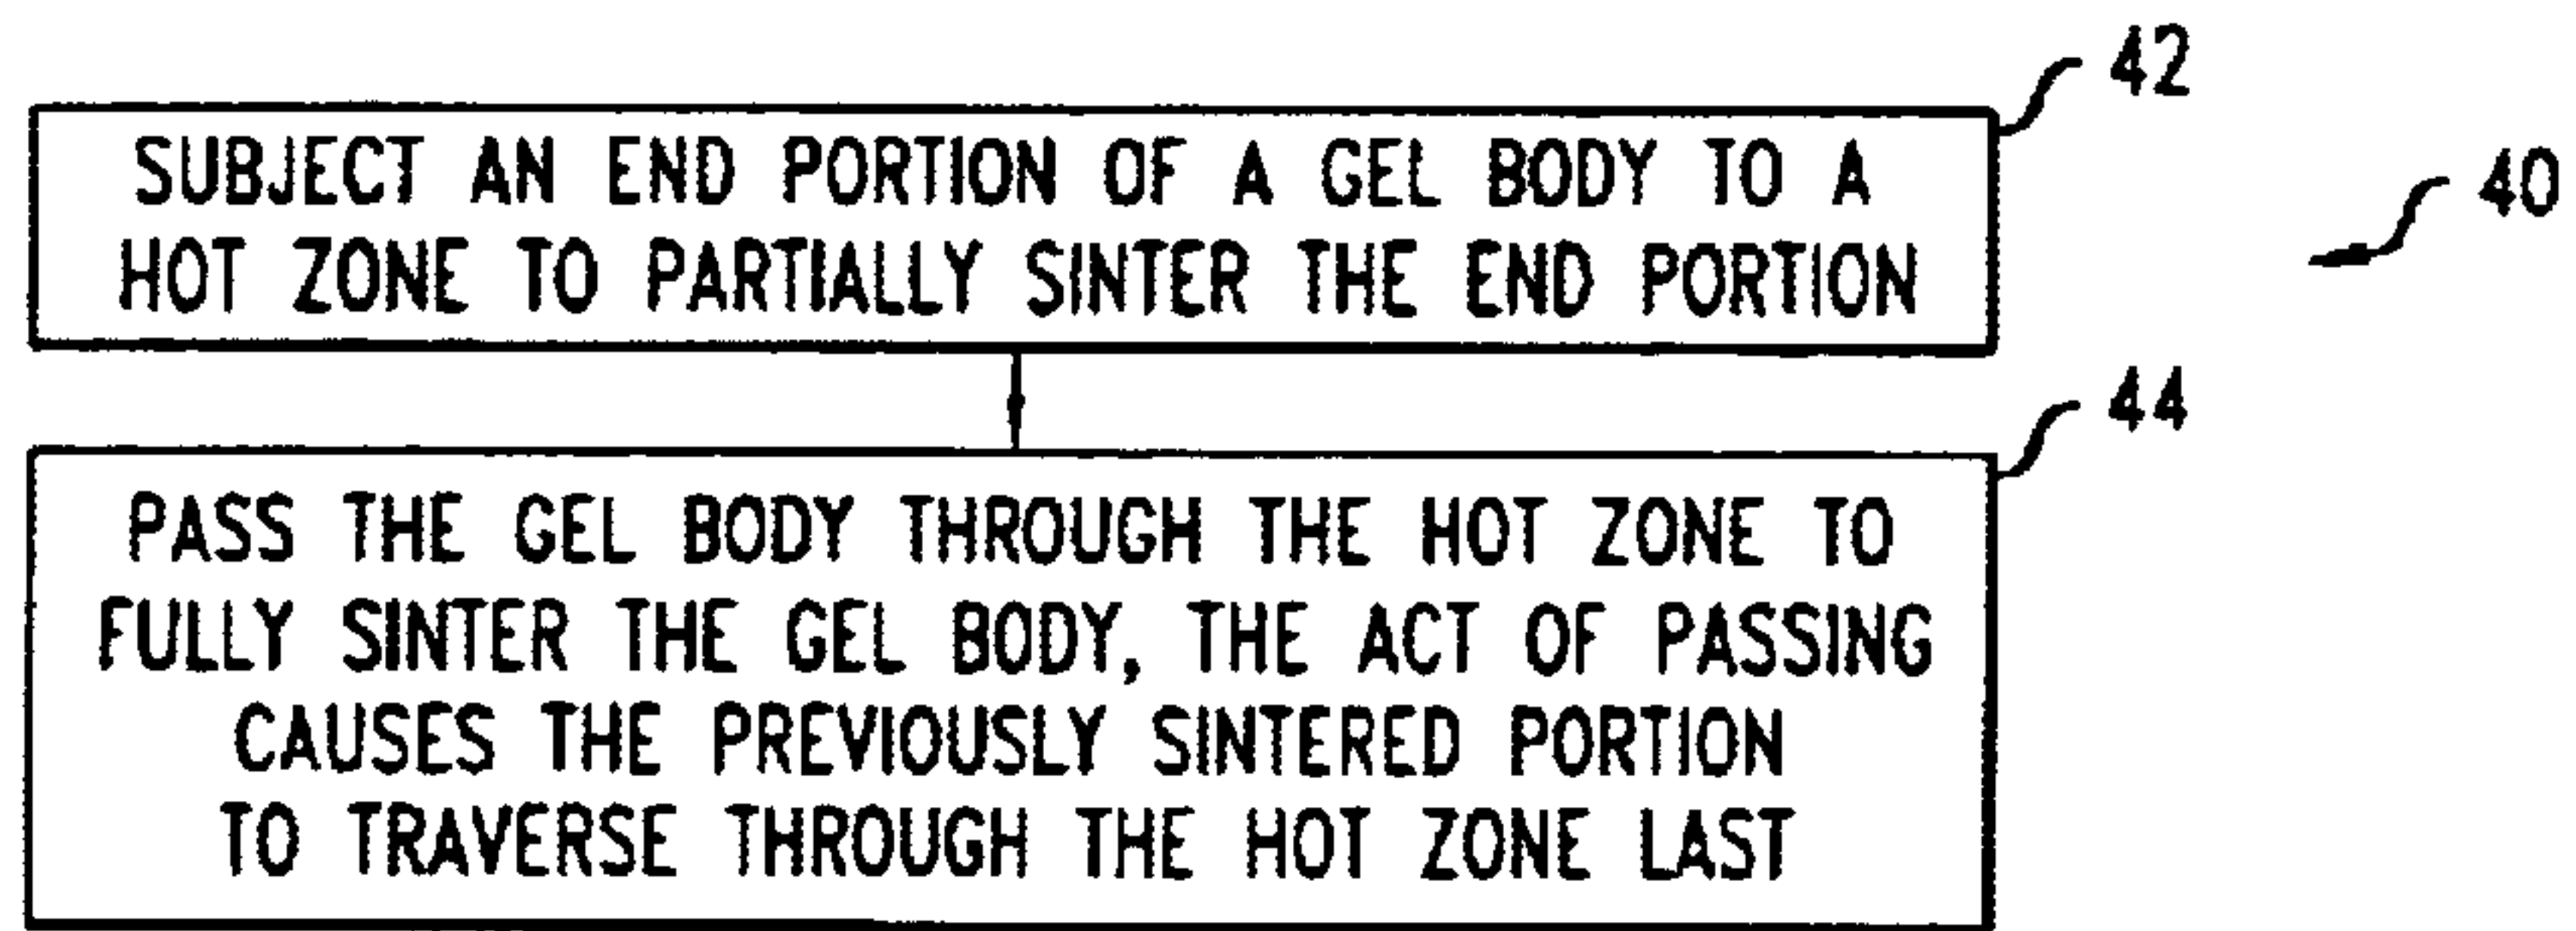 42
SUBJECT AN END PORTION OF A GEL BODY TO A
HOT ZONE TO PARTIALLY SINTER THE END PORTION
40
44
PASS THE GEL BODY THROUGH THE HOT ZONE TO
FULLY SINTER THE GEL BODY, THE ACT OF PASSING
CAUSES THE PREVIOUSLY SINTERED PORTION
TO TRAVERSE THROUGH THE HOT ZONE LAST